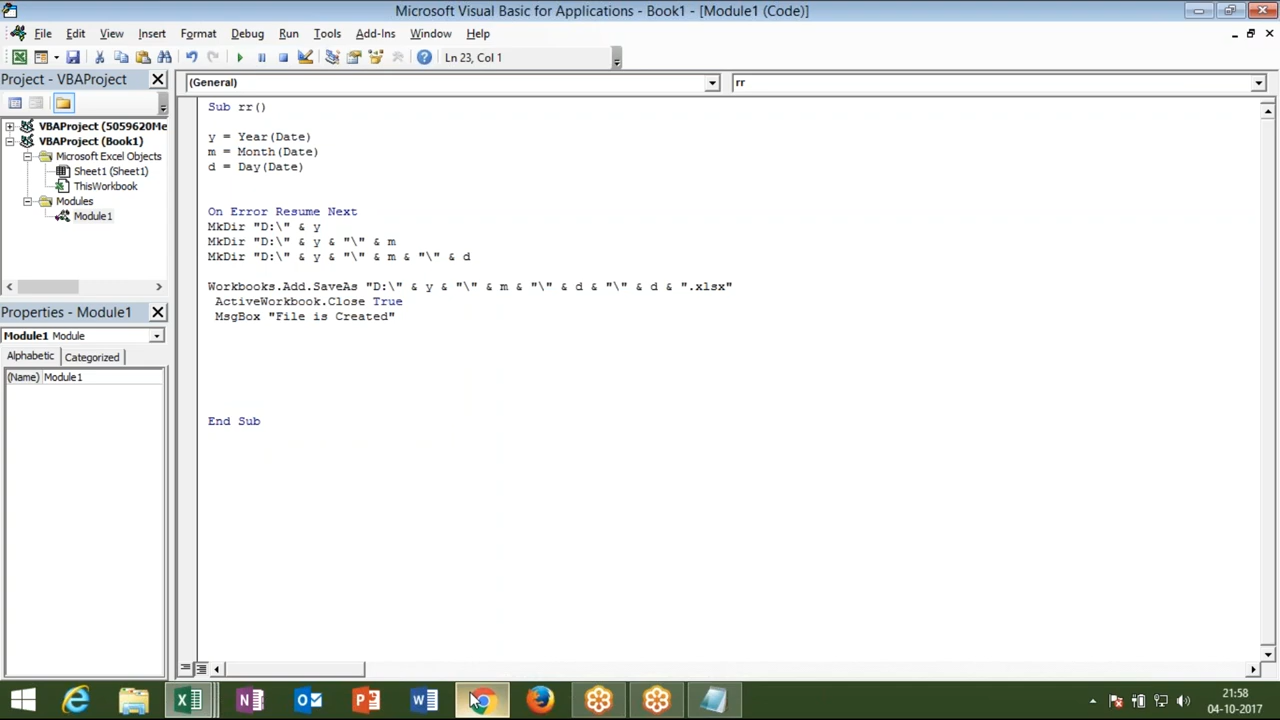 Microsoft Visual Basic for Applications - Book1 - [Module1 (Code)]
File Edit View Insert Format Debug Run Tools Add-Ins Window Help
Ln 23, Col 1
Project - VBAProject
(General)
rr
VBAProject (5059620Me
VBAProject (Book1)
Microsoft Excel Objects
Sheet1 (Sheet1)
ThisWorkbook
Modules
Module1
Properties - Module1
Module1 Module
Alphabetic Categorized
(Name) Module1
Sub rr()
y = Year(Date)
m = Month(Date)
d = Day(Date)
On Error Resume Next
MkDir "D:\" & y
MkDir "D:\" & y & "\" & m
MkDir "D:\" & y & "\" & m & "\" & d
Workbooks.Add.SaveAs "D:\" & y & "\" & m & "\" & d & "\" & d & ".xlsx"
ActiveWorkbook.Close True
MsgBox "File is Created"
End Sub
21:58
04-10-2017